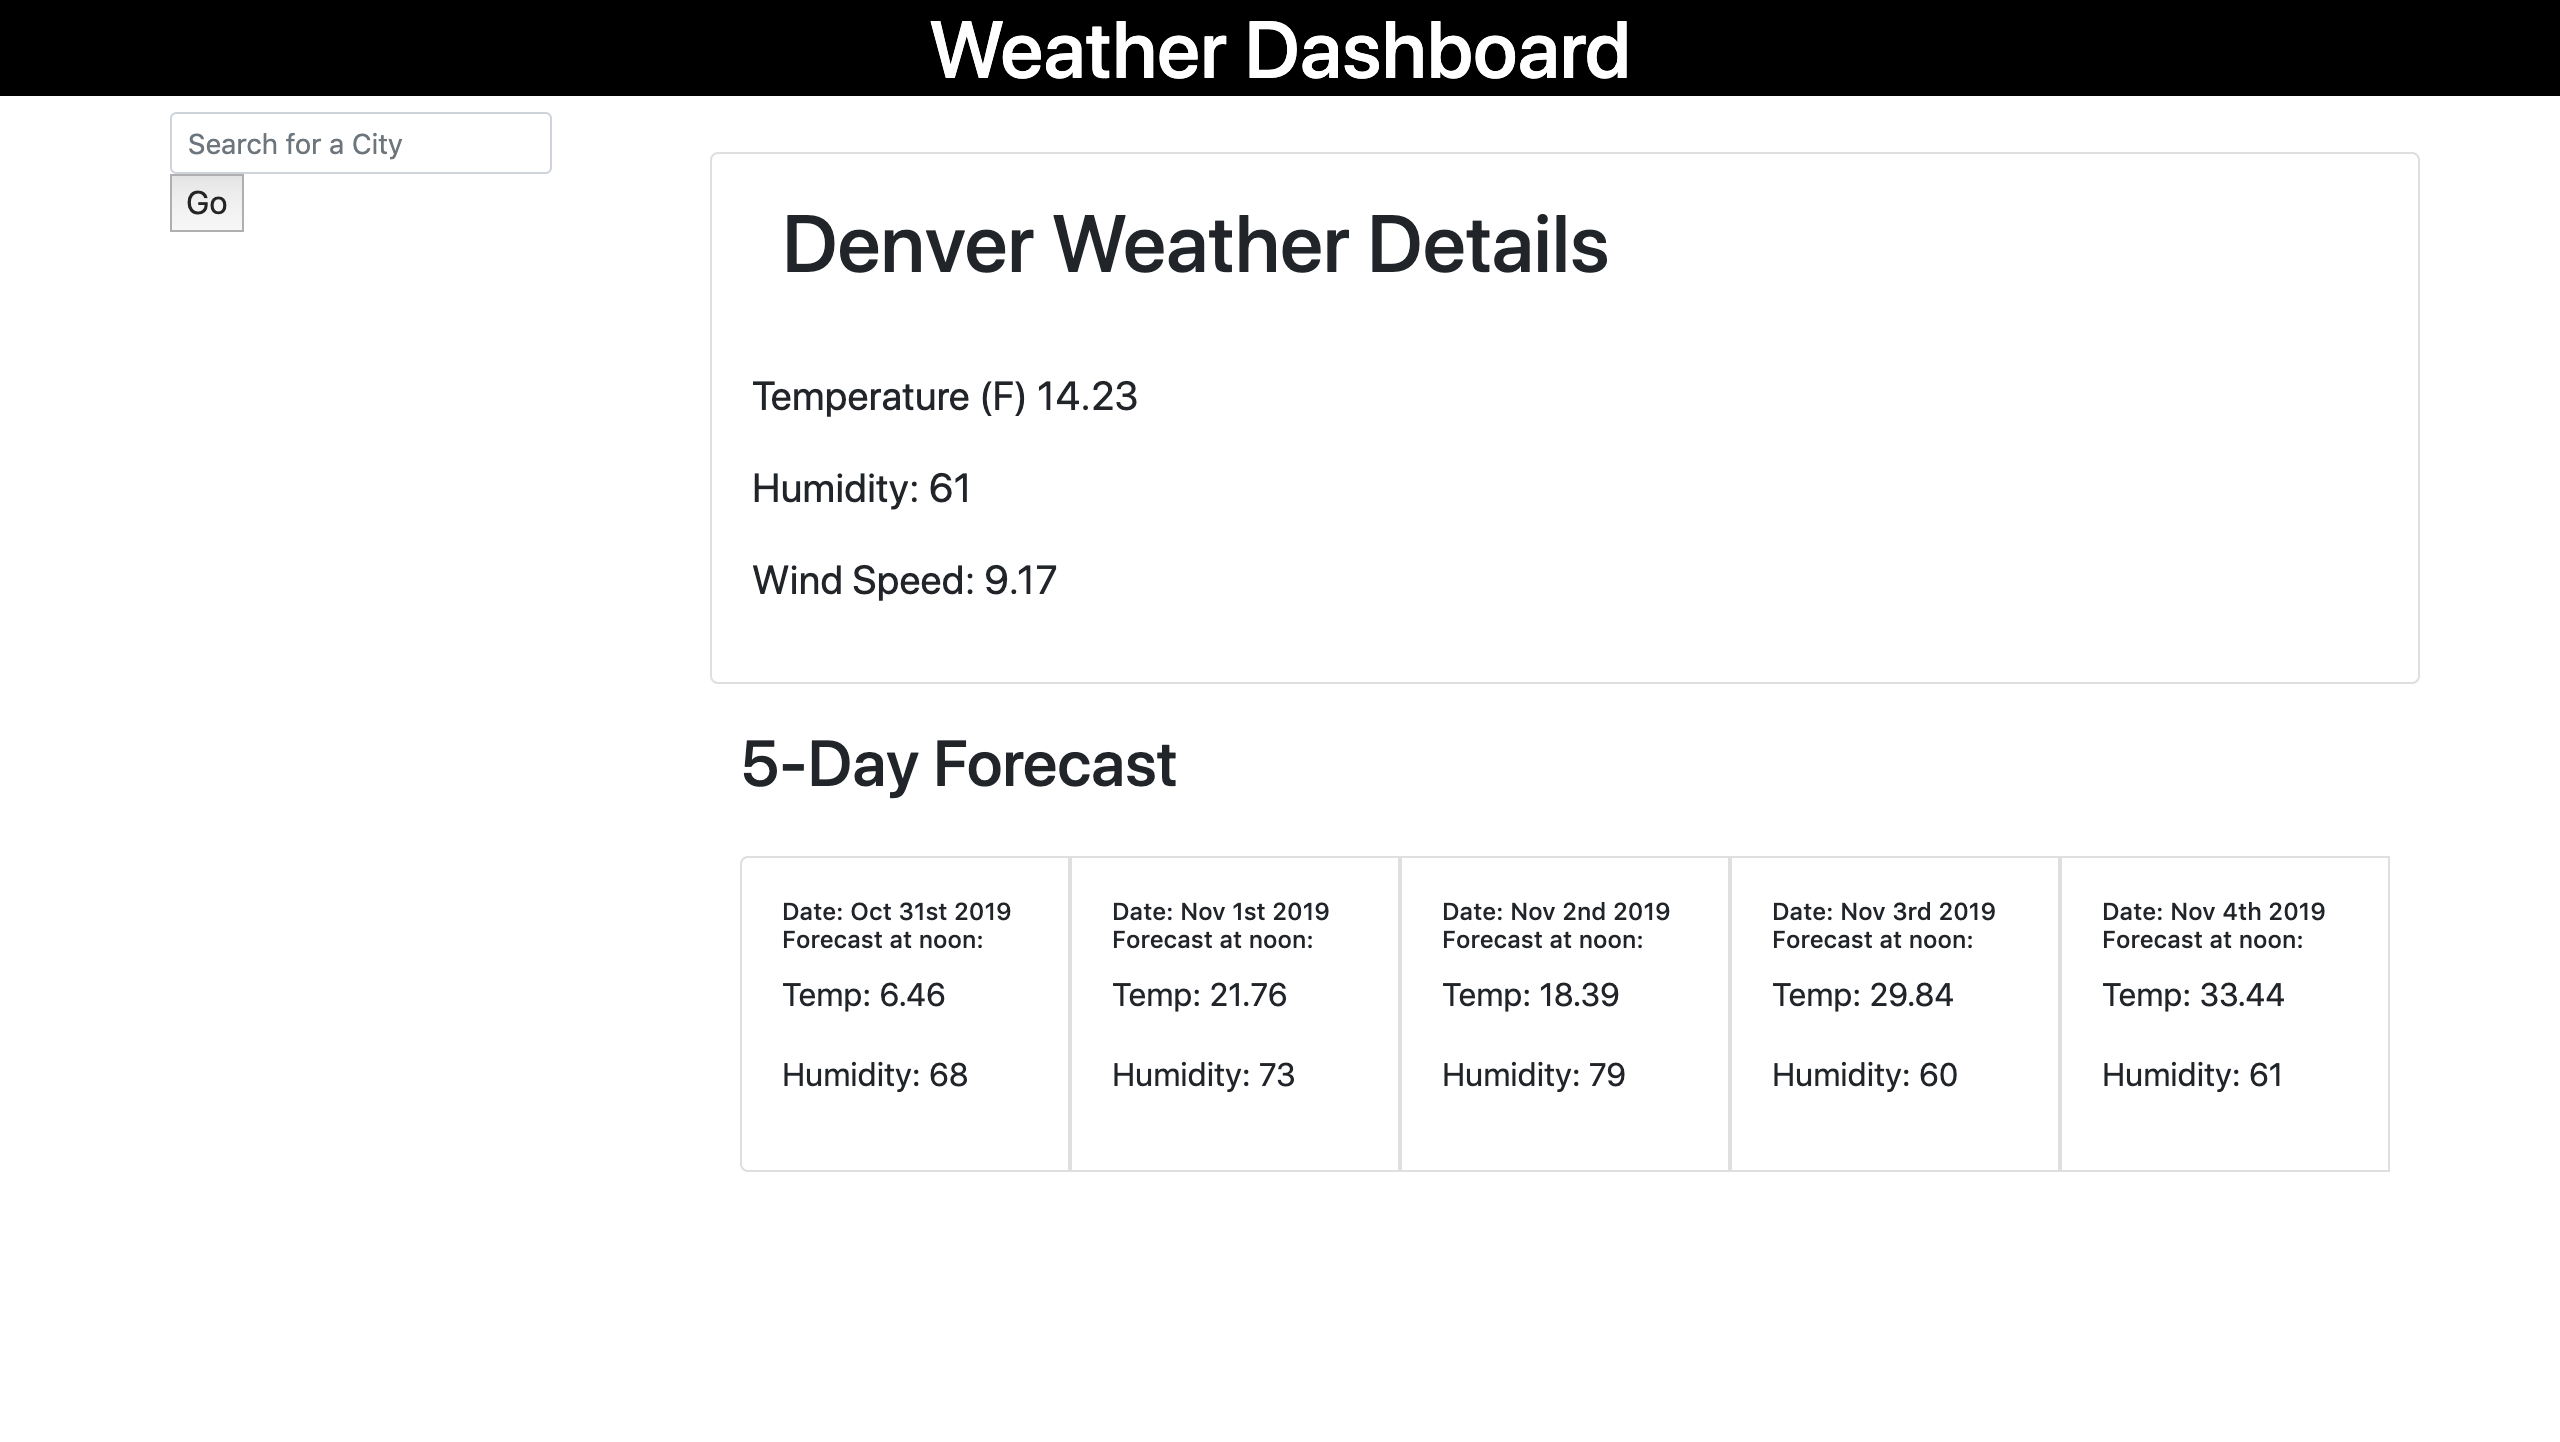 Weather Dashboard
Search for a City
Go
Denver Weather Details
Temperature (F) 14.23
Humidity: 61
Wind Speed: 9.17
5-Day Forecast
Date: Oct 31st 2019
Forecast at noon:
Temp: 6.46
Humidity: 68
Date: Nov 1st 2019
Forecast at noon:
Temp: 21.76
Humidity: 73
Date: Nov 2nd 2019
Forecast at noon:
Temp: 18.39
Humidity: 79
Date: Nov 3rd 2019
Forecast at noon:
Temp: 29.84
Humidity: 60
Date: Nov 4th 2019
Forecast at noon:
Temp: 33.44
Humidity: 61